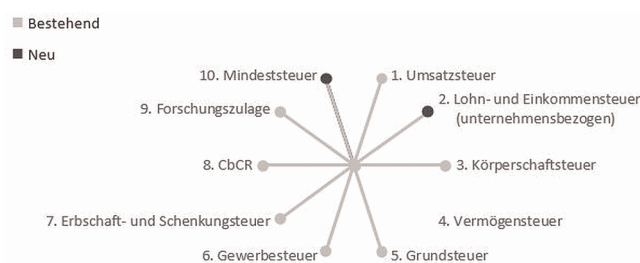 Bestehend
Neu
10. Mindeststeuer
1. Umsatzsteuer
9. Forschungszulage
2. Lohn- und Einkommensteuer
(unternehmensbezogen)
8. CbCR
3. Körperschaftsteuer
7. Erbschaft- und Schenkungsteuer
4. Vermögensteuer
6. Gewerbesteuer
5. Grundsteuer